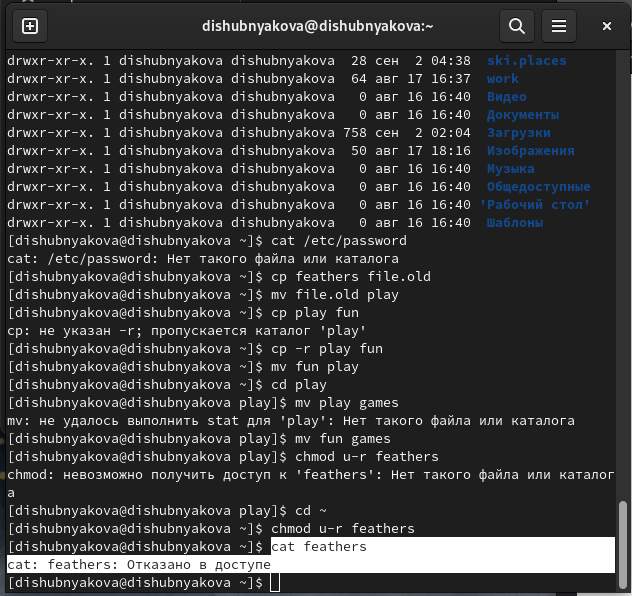 dishubnyakova@dishubnyakova:~
drwxr-xr-x. 1 dishubnyakova dishubnyakova  28 сен  2 04:38  ski.places
drwxr-xr-x. 1 dishubnyakova dishubnyakova  64 авг 17 16:37  work
drwxr-xr-x. 1 dishubnyakova dishubnyakova   0 авг 16 16:40  Видео
drwxr-xr-x. 1 dishubnyakova dishubnyakova   0 авг 16 16:40  Документы
drwxr-xr-x. 1 dishubnyakova dishubnyakova 758 сен  2 02:04  Загрузки
drwxr-xr-x. 1 dishubnyakova dishubnyakova  50 авг 17 18:16  Изображения
drwxr-xr-x. 1 dishubnyakova dishubnyakova   0 авг 16 16:40  Музыка
drwxr-xr-x. 1 dishubnyakova dishubnyakova   0 авг 16 16:40  Общедоступные
drwxr-xr-x. 1 dishubnyakova dishubnyakova   0 авг 16 16:40 'Рабочий стол'
drwxr-xr-x. 1 dishubnyakova dishubnyakova   0 авг 16 16:40  Шаблоны
[dishubnyakova@dishubnyakova ~]$ cat /etc/password
cat: /etc/password: Нет такого файла или каталога
[dishubnyakova@dishubnyakova ~]$ cp feathers file.old
[dishubnyakova@dishubnyakova ~]$ mv file.old play
[dishubnyakova@dishubnyakova ~]$ cp play fun
cp: не указан -r; пропускается каталог 'play'
[dishubnyakova@dishubnyakova ~]$ cp -r play fun
[dishubnyakova@dishubnyakova ~]$ mv fun play
[dishubnyakova@dishubnyakova ~]$ cd play
[dishubnyakova@dishubnyakova play]$ mv play games
mv: не удалось выполнить stat для 'play': Нет такого файла или каталога
[dishubnyakova@dishubnyakova play]$ mv fun games
[dishubnyakova@dishubnyakova play]$ chmod u-r feathers
chmod: невозможно получить доступ к 'feathers': Нет такого файла или каталог
а
[dishubnyakova@dishubnyakova play]$ cd ~
[dishubnyakova@dishubnyakova ~]$ chmod u-r feathers
[dishubnyakova@dishubnyakova ~]$ cat feathers
cat: feathers: Отказано в доступе
[dishubnyakova@dishubnyakova ~]$